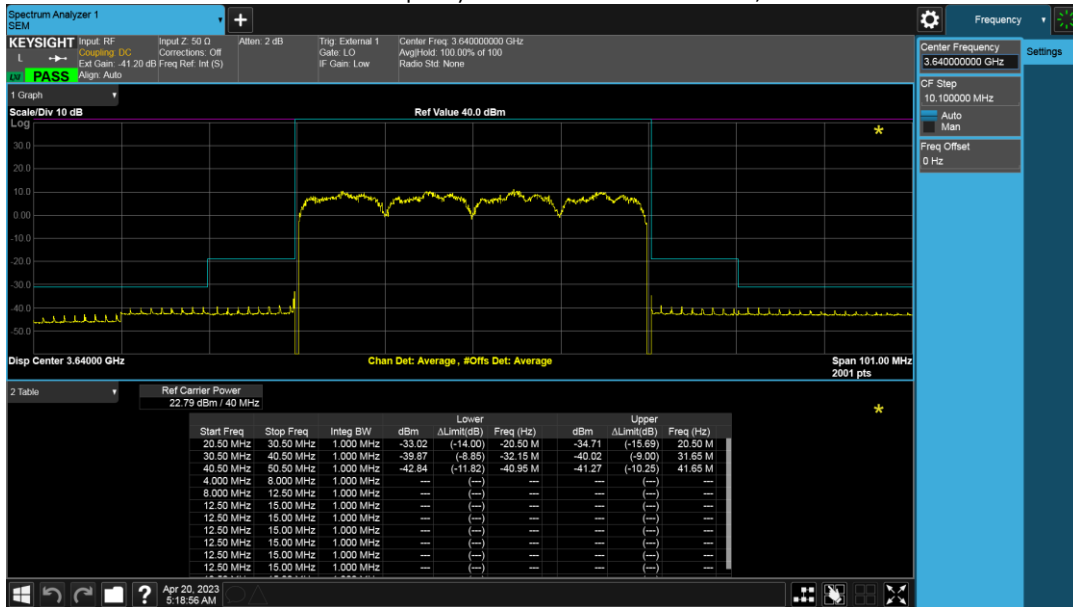 Spectrum Analyzer 1
SEM
+
Frequency
KEYSIGHT Input: RF Input Z: 50 Ω Atten: 2 dB Trig: External 1 Center Freq: 3.640000000 GHz
L Coupling: DC Corrections: Off Gate: LO Avg|Hold: 100.00% of 100
Ext Gain: -41.20 dB Freq Ref: Int (S) IF Gain: Low Radio Std: None
LXI PASS Align: Auto
Center Frequency
3.640000000 GHz
Settings
CF Step
10.100000 MHz
Auto
Man
Freq Offset
0 Hz
1 Graph
Scale/Div 10 dB Ref Value 40.0 dBm
Log
30.0
20.0
10.0
0.00
-10.0
-20.0
-30.0
-40.0
-50.0
*
Disp Center 3.64000 GHz Chan Det: Average, #Offs Det: Average Span 101.00 MHz
2001 pts
2 Table
Ref Carrier Power
22.79 dBm / 40 MHz
*
Lower Upper
Start Freq Stop Freq Integ BW dBm ΔLimit(dB) Freq (Hz) dBm ΔLimit(dB) Freq (Hz)
20.50 MHz 30.50 MHz 1.000 MHz -33.02 (-14.00) -20.50 M -34.71 (-15.69) 20.50 M
30.50 MHz 40.50 MHz 1.000 MHz -39.87 (-8.85) -32.15 M -40.02 (-9.00) 31.65 M
40.50 MHz 50.50 MHz 1.000 MHz -42.84 (-11.82) -40.95 M -41.27 (-10.25) 41.65 M
4.000 MHz 8.000 MHz 1.000 MHz --- (---) --- --- (---) ---
8.000 MHz 12.50 MHz 1.000 MHz --- (---) --- --- (---) ---
12.50 MHz 15.00 MHz 1.000 MHz --- (---) --- --- (---) ---
12.50 MHz 15.00 MHz 1.000 MHz --- (---) --- --- (---) ---
12.50 MHz 15.00 MHz 1.000 MHz --- (---) --- --- (---) ---
12.50 MHz 15.00 MHz 1.000 MHz --- (---) --- --- (---) ---
12.50 MHz 15.00 MHz 1.000 MHz --- (---) --- --- (---) ---
12.50 MHz 15.00 MHz 1.000 MHz --- (---) --- --- (---) ---
?
Apr 20, 2023
5:18:56 AM